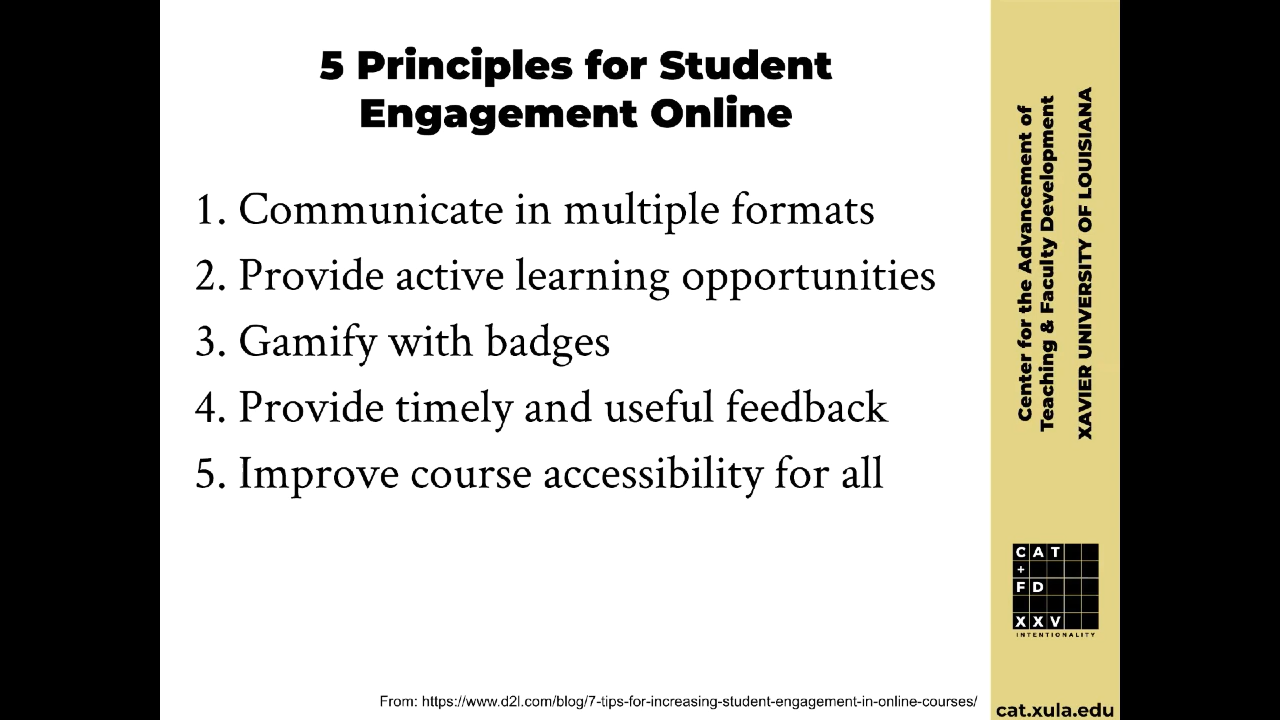 5 Principles for Student
Engagement Online
1. Communicate in multiple formats
2. Provide active learning opportunities
3. Gamify with badges
4. Provide timely and useful feedback
5. Improve course accessibility for all
From: https://www.d2l.com/blog/7-tips-for-increasing-student-engagement-in-online-courses/
Center for the Advancement of
Teaching & Faculty Development
XAVIER UNIVERSITY OF LOUISIANA
CAT
+
FD
XXV
INTENTIONALITY
cat.xula.edu